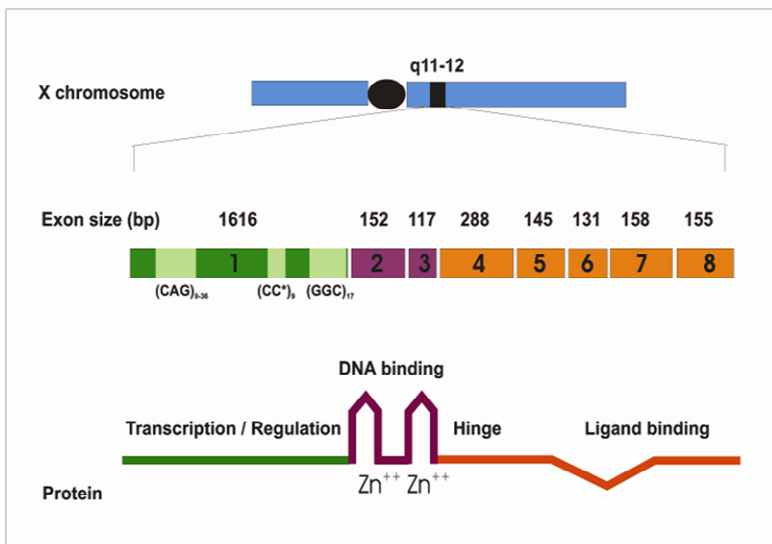 q11-12
X chromosome
Exon size (bp) 1616 152 117 288 145 131 158 155
1 2 3 4 5 6 7 8
(CAG)₉₋₃₆ (CC*)₉ (GGC)₁₇
DNA binding
Transcription / Regulation Hinge Ligand binding
Zn⁺⁺ Zn⁺⁺
Protein